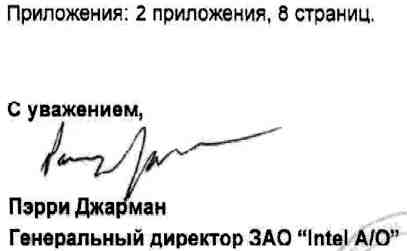 Приложения: 2 приложения, 8 страниц.
С уважением,
Пэрри Джарман
Генеральный директор ЗАО “Intel A/O”